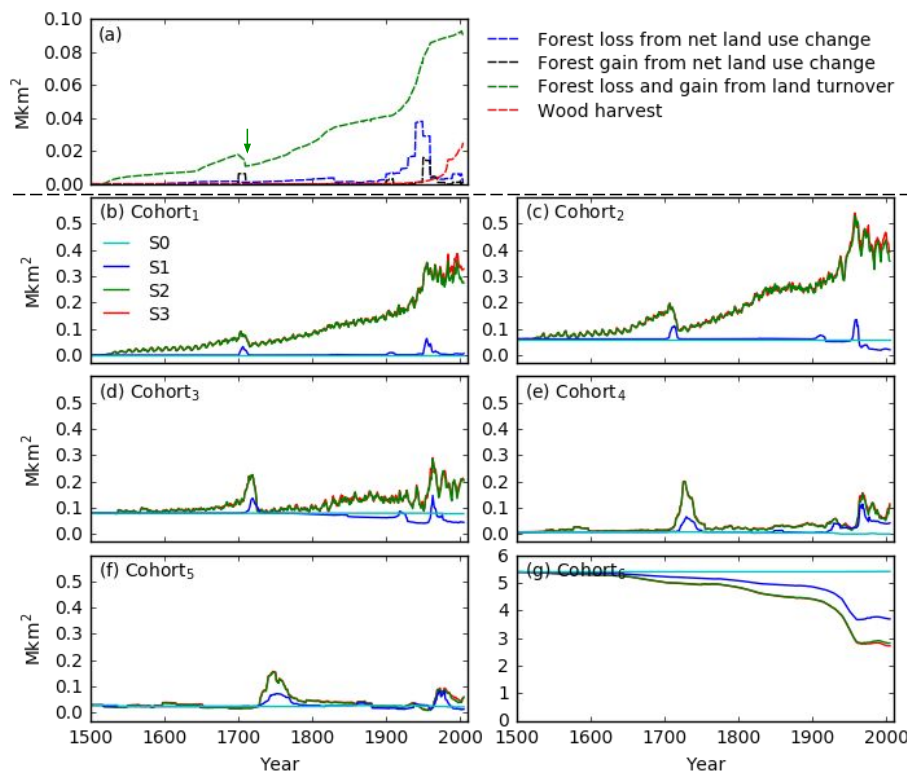 (a)
0.10
0.08
0.06
0.04
0.02
0.00
Mkm²
Forest loss from net land use change
Forest gain from net land use change
Forest loss and gain from land turnover
Wood harvest
(b) Cohort₁
S0
S1
S2
S3
0.5
0.4
0.3
0.2
0.1
0.0
Mkm²
(c) Cohort₂
0.5
0.4
0.3
0.2
0.1
0.0
(d) Cohort₃
0.5
0.4
0.3
0.2
0.1
0.0
Mkm²
(e) Cohort₄
0.5
0.4
0.3
0.2
0.1
0.0
(f) Cohort₅
0.5
0.4
0.3
0.2
0.1
0.0
Mkm²
1500 1600 1700 1800 1900 2000
Year
(g) Cohort₆
6
5
4
3
2
1
0
1500 1600 1700 1800 1900 2000
Year